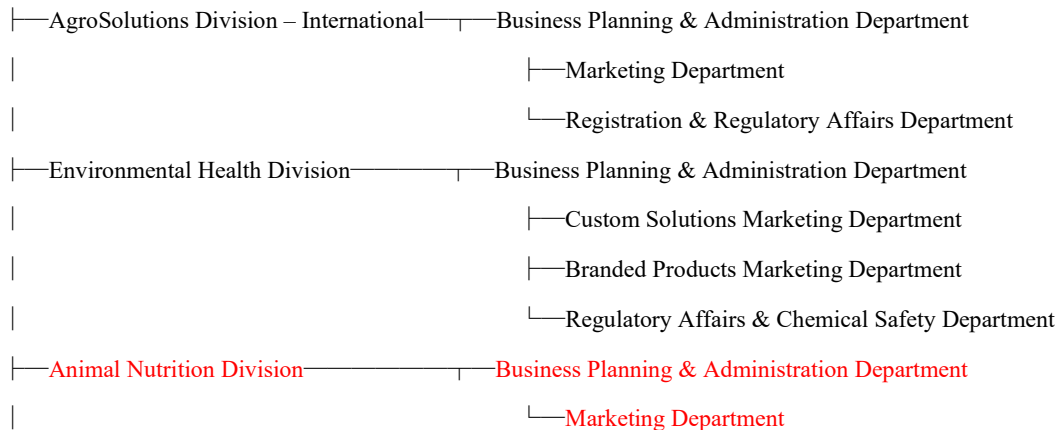 ├──AgroSolutions Division – International──┬──Business Planning & Administration Department
│ ├──Marketing Department
│ └──Registration & Regulatory Affairs Department
├──Environmental Health Division───────┬──Business Planning & Administration Department
│ ├──Custom Solutions Marketing Department
│ ├──Branded Products Marketing Department
│ └──Regulatory Affairs & Chemical Safety Department
├──Animal Nutrition Division──────────┬──Business Planning & Administration Department
│ └──Marketing Department